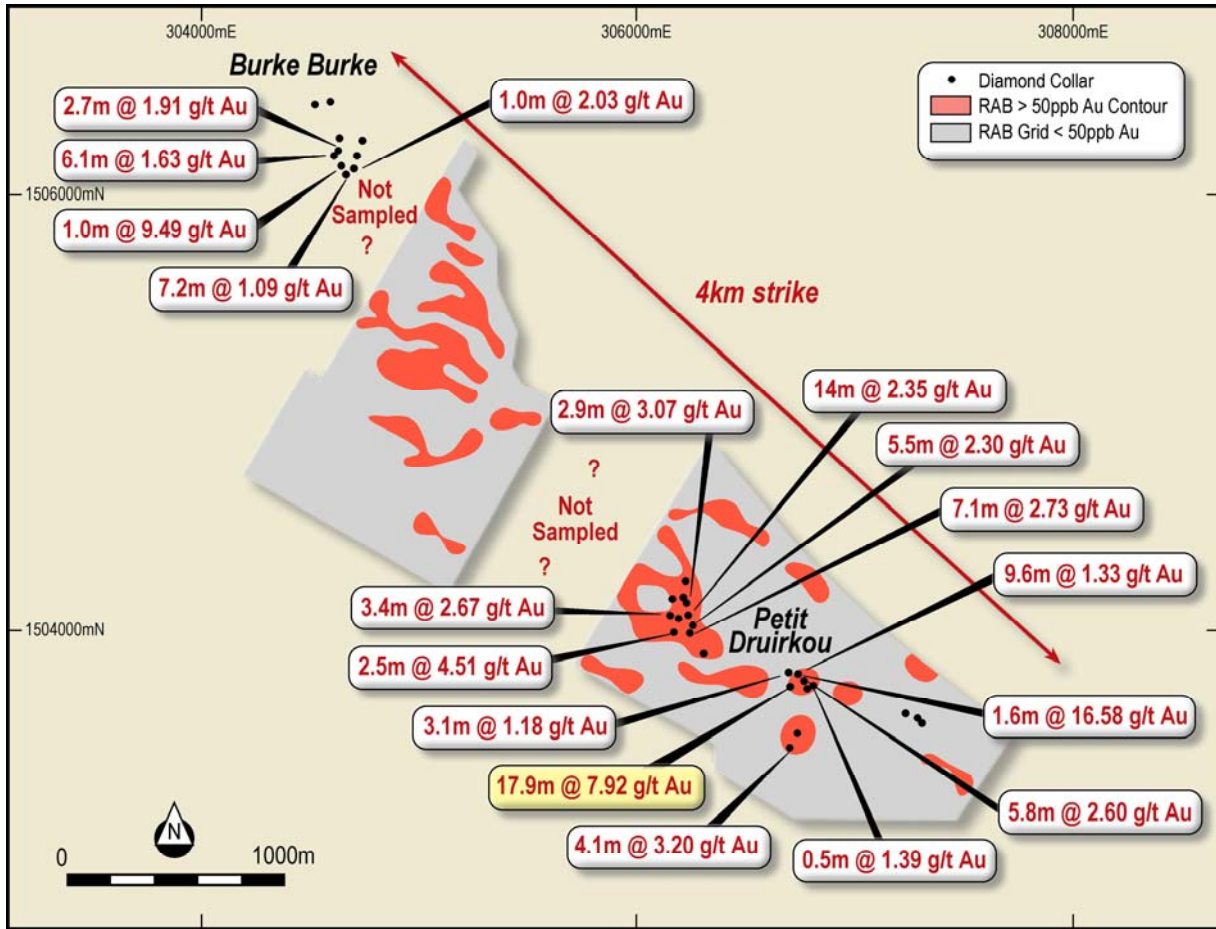 304000mE
306000mE
308000mE
Burke Burke
Diamond Collar
RAB > 50ppb Au Contour
RAB Grid < 50ppb Au
2.7m @ 1.91 g/t Au
1.0m @ 2.03 g/t Au
6.1m @ 1.63 g/t Au
1506000mN
Not
Sampled
?
1.0m @ 9.49 g/t Au
7.2m @ 1.09 g/t Au
4km strike
14m @ 2.35 g/t Au
2.9m @ 3.07 g/t Au
5.5m @ 2.30 g/t Au
?
Not
Sampled
?
7.1m @ 2.73 g/t Au
9.6m @ 1.33 g/t Au
3.4m @ 2.67 g/t Au
1504000mN
Petit
Druirkou
2.5m @ 4.51 g/t Au
3.1m @ 1.18 g/t Au
1.6m @ 16.58 g/t Au
17.9m @ 7.92 g/t Au
5.8m @ 2.60 g/t Au
4.1m @ 3.20 g/t Au
0.5m @ 1.39 g/t Au
N
0
1000m